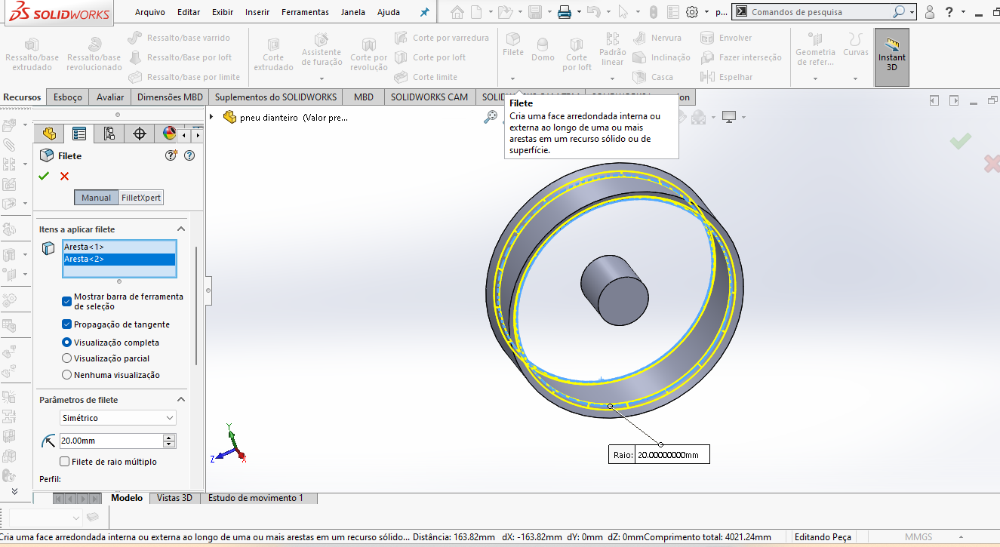 SOLIDWORKS
Arquivo Editar Exibir Inserir Ferramentas Janela Ajuda
p...
Comandos de pesquisa
Ressalto/base extrudado
Ressalto/base revolucionado
Ressalto/base varrido
Ressalto/Base por loft
Ressalto/base por limite
Corte extrudado
Assistente de furação
Corte por revolução
Corte por varredura
Corte por loft
Corte limite
Filete
Domo
Corte por loft
Padrão linear
Nervura
Inclinação
Casca
Envolver
Fazer interseção
Espelhar
Geometria de refer...
Curvas
Instant 3D
Recursos Esboço Avaliar Dimensões MBD Suplementos do SOLIDWORKS MBD SOLIDWORKS CAM
Filete
Cria uma face arredondada interna ou
externa ao longo de uma ou mais
arestas em um recurso sólido ou de
superfície.
pneu dianteiro (Valor pre...
Filete
Manual FilletXpert
Itens a aplicar filete
Aresta<1>
Aresta<2>
Mostrar barra de ferramenta
de seleção
Propagação de tangente
Visualização completa
Visualização parcial
Nenhuma visualização
Parâmetros de filete
Simétrico
20.00mm
Filete de raio múltiplo
Perfil:
Y
Z
X
Raio: 20.00000000mm
Modelo Vistas 3D Estudo de movimento 1
Cria uma face arredondada interna ou externa ao longo de uma ou mais arestas em um recurso sólido... Distância: 163.82mm dX: -163.82mm dY: 0mm dZ: 0mmComprimento total: 4021.24mm Editando Peça MMGS